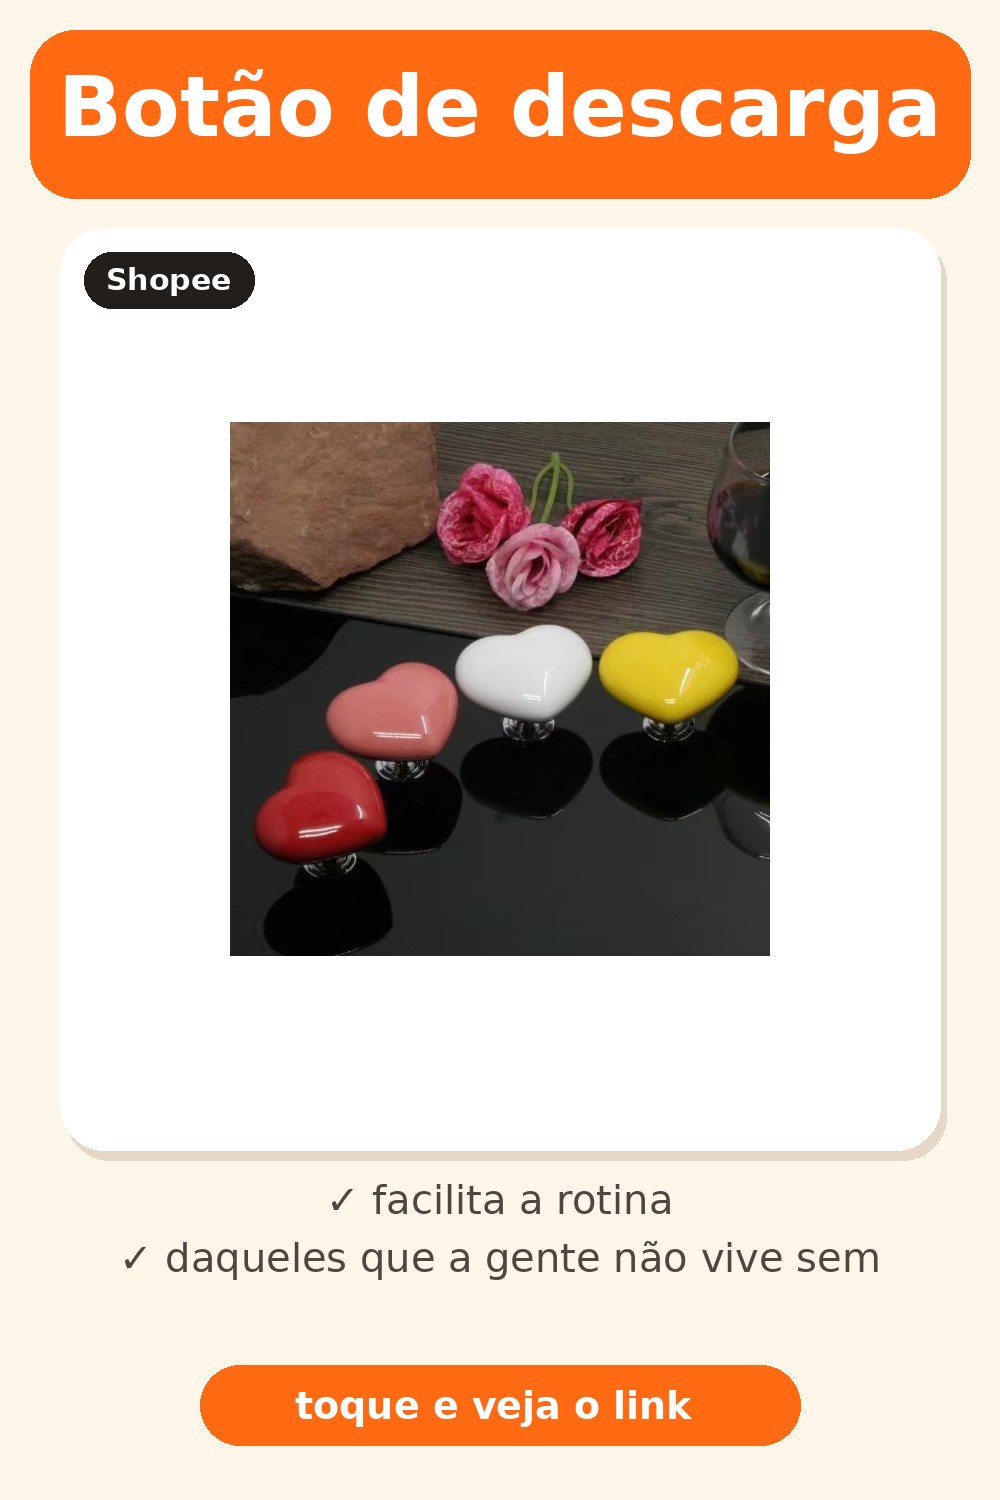 Botão de descarga
Shopee
✓ facilita a rotina
✓ daqueles que a gente não vive sem
toque e veja o link